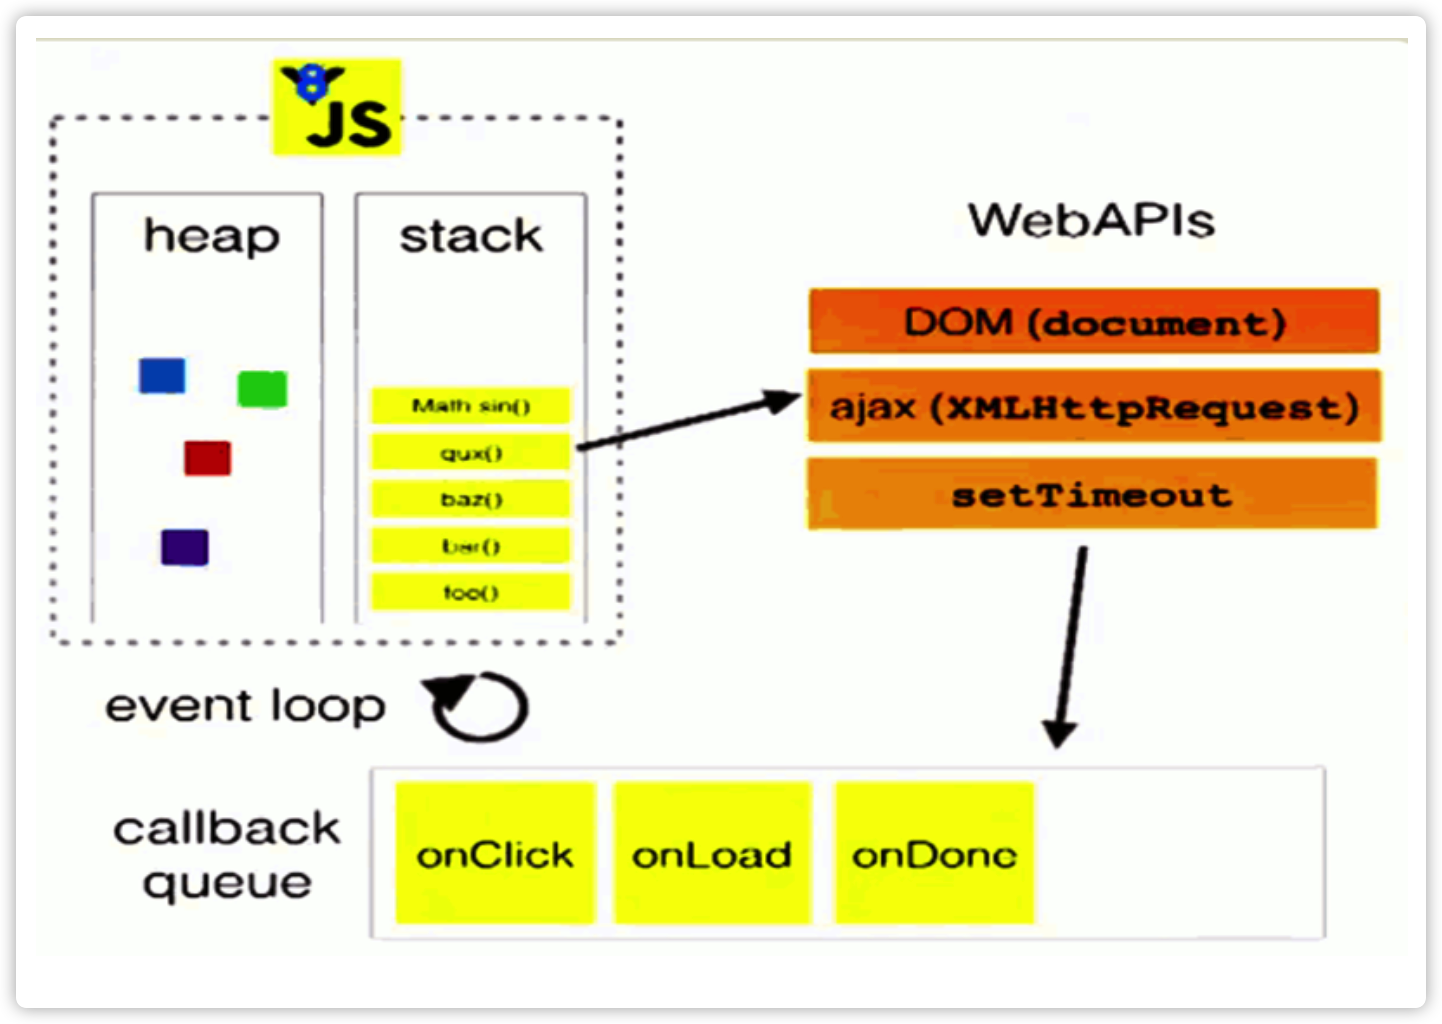 8
JS
heap
stack
Math sin()
qux()
baz()
bar()
foo()
WebAPIs
DOM (document)
ajax (XMLHttpRequest)
setTimeout
event loop
callback
queue
onClick
onLoad
onDone